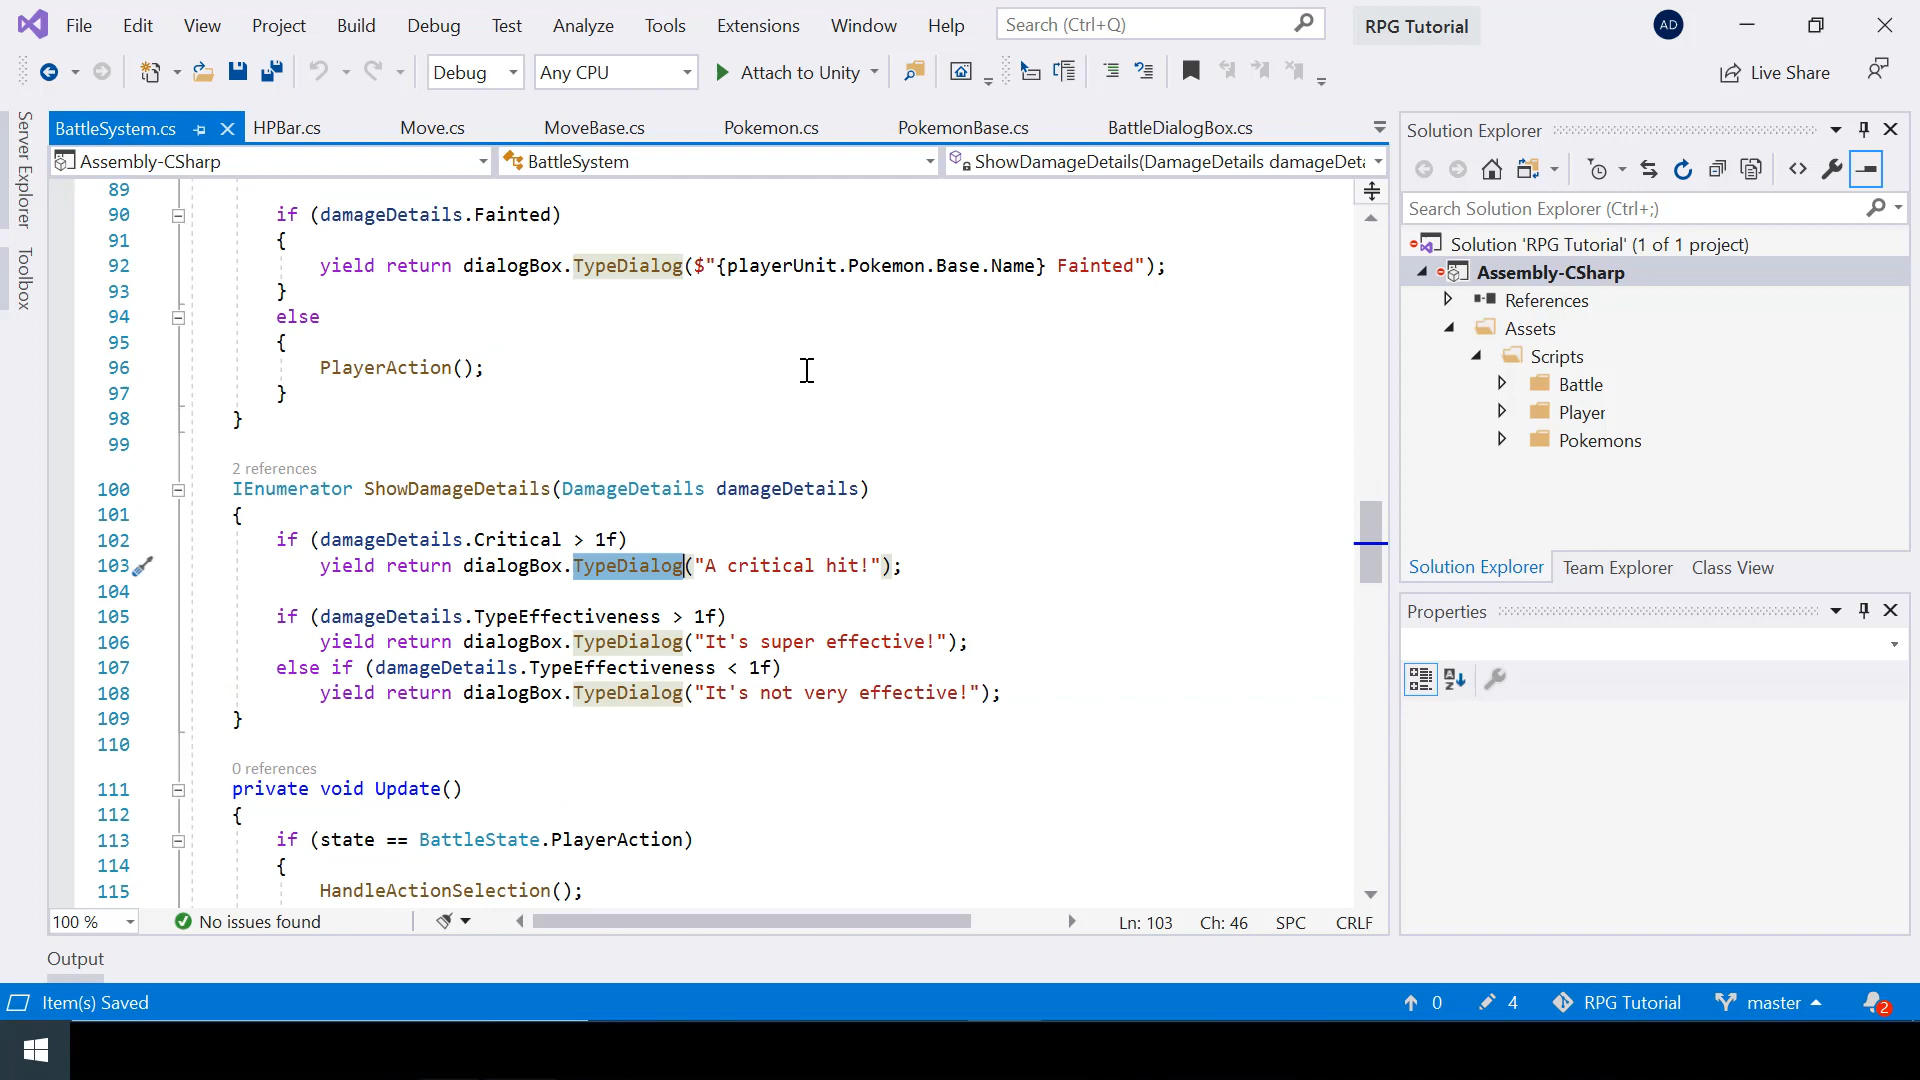 File Edit View Project Build Debug Test Analyze Tools Extensions Window Help Search (Ctrl+Q) RPG Tutorial AD
Debug Any CPU Attach to Unity Live Share
Server Explorer
Toolbox
BattleSystem.cs HPBar.cs Move.cs MoveBase.cs Pokemon.cs PokemonBase.cs BattleDialogBox.cs
Assembly-CSharp BattleSystem ShowDamageDetails(DamageDetails damageDeta
89
90 if (damageDetails.Fainted)
91 {
92 yield return dialogBox.TypeDialog($"{playerUnit.Pokemon.Base.Name} Fainted");
93 }
94 else
95 {
96 PlayerAction();
97 }
98 }
99
2 references
100 IEnumerator ShowDamageDetails(DamageDetails damageDetails)
101 {
102 if (damageDetails.Critical > 1f)
103 yield return dialogBox.TypeDialog("A critical hit!");
104
105 if (damageDetails.TypeEffectiveness > 1f)
106 yield return dialogBox.TypeDialog("It's super effective!");
107 else if (damageDetails.TypeEffectiveness < 1f)
108 yield return dialogBox.TypeDialog("It's not very effective!");
109 }
110
0 references
111 private void Update()
112 {
113 if (state == BattleState.PlayerAction)
114 {
115 HandleActionSelection();
100 % No issues found Ln: 103 Ch: 46 SPC CRLF
Solution Explorer
Search Solution Explorer (Ctrl+;)
Solution 'RPG Tutorial' (1 of 1 project)
Assembly-CSharp
References
Assets
Scripts
Battle
Player
Pokemons
Solution Explorer Team Explorer Class View
Properties
Output
Item(s) Saved 0 4 RPG Tutorial master 2